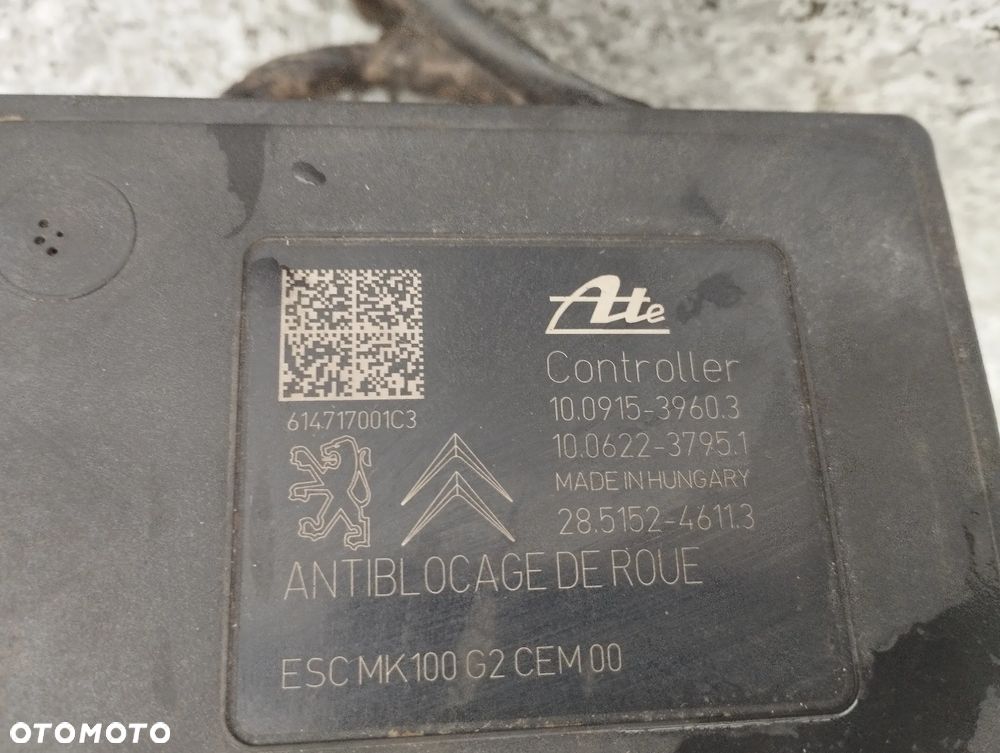 Ate
Controller
10.0915-3960.3
614717001C3
10.0622-3795.1
MADE IN HUNGARY
28.5152-4611.3
ANTIBLOCAGE DE ROUE
ESC MK100 G2 CEM 00
OTOMOTO